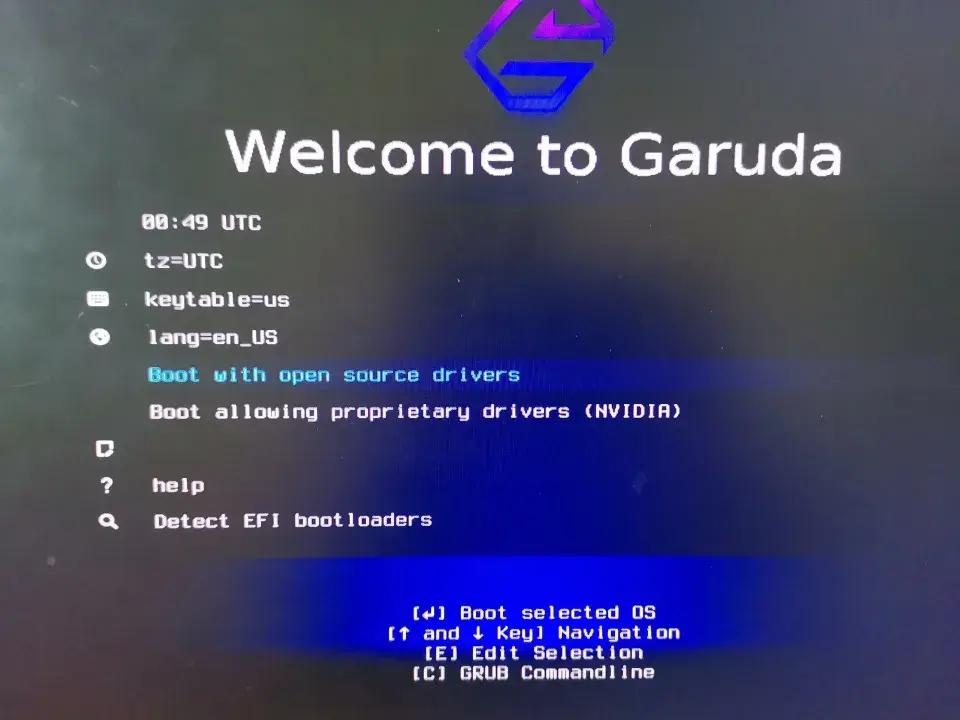 Welcome to Garuda
00:49 UTC
tz=UTC
keytable=us
lang=en_US
Boot with open source drivers
Boot allowing proprietary drivers (NVIDIA)
? help
Detect EFI bootloaders
[↲] Boot selected OS
[↑ and ↓ Key] Navigation
[E] Edit Selection
[C] GRUB Commandline